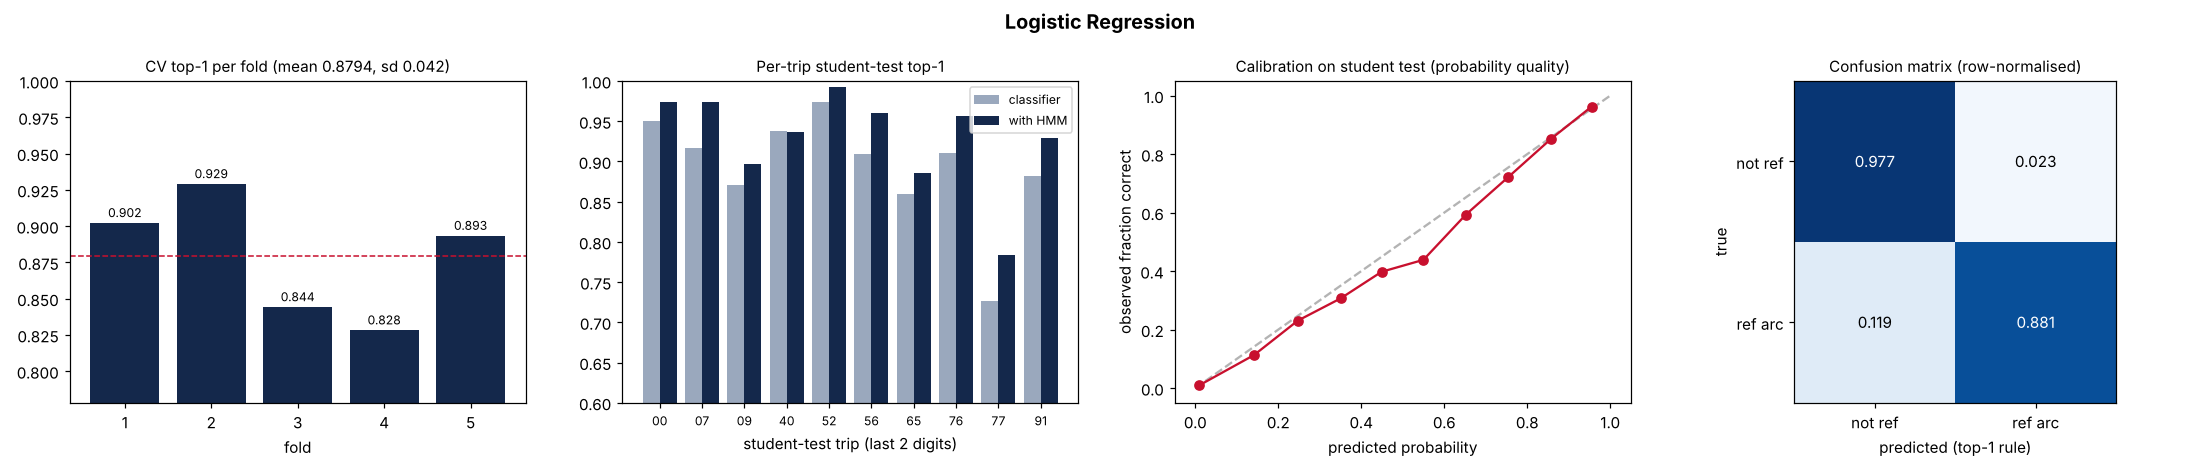 Logistic Regression
CV top-1 per fold (mean 0.8794, sd 0.042)
1.000
0.975
0.950
0.925
0.900
0.875
0.850
0.825
0.800
0.902
0.929
0.844
0.828
0.893
1 2 3 4 5
fold
Per-trip student-test top-1
1.00
0.95
0.90
0.85
0.80
0.75
0.70
0.65
0.60
classifier
with HMM
00 07 09 40 52 56 65 76 77 91
student-test trip (last 2 digits)
Calibration on student test (probability quality)
observed fraction correct
1.0
0.8
0.6
0.4
0.2
0.0
0.0 0.2 0.4 0.6 0.8 1.0
predicted probability
Confusion matrix (row-normalised)
true
not ref
ref arc
0.977 0.023
0.119 0.881
not ref ref arc
predicted (top-1 rule)